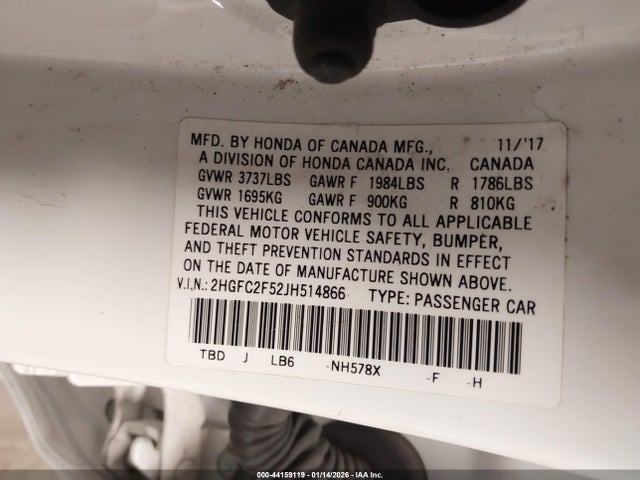 MFD. BY HONDA OF CANADA MFG., 11/'17
A DIVISION OF HONDA CANADA INC. CANADA
GVWR 3737LBS GAWR F 1984LBS R 1786LBS
GVWR 1695KG GAWR F 900KG R 810KG
THIS VEHICLE CONFORMS TO ALL APPLICABLE
FEDERAL MOTOR VEHICLE SAFETY, BUMPER,
AND THEFT PREVENTION STANDARDS IN EFFECT
ON THE DATE OF MANUFACTURE SHOWN ABOVE.
V.I.N.: 2HGFC2F52JH514866 TYPE: PASSENGER CAR
TBD J LB6 -NH578X -F -H
000-44159119 - 01/14/2026 - IAA Inc.